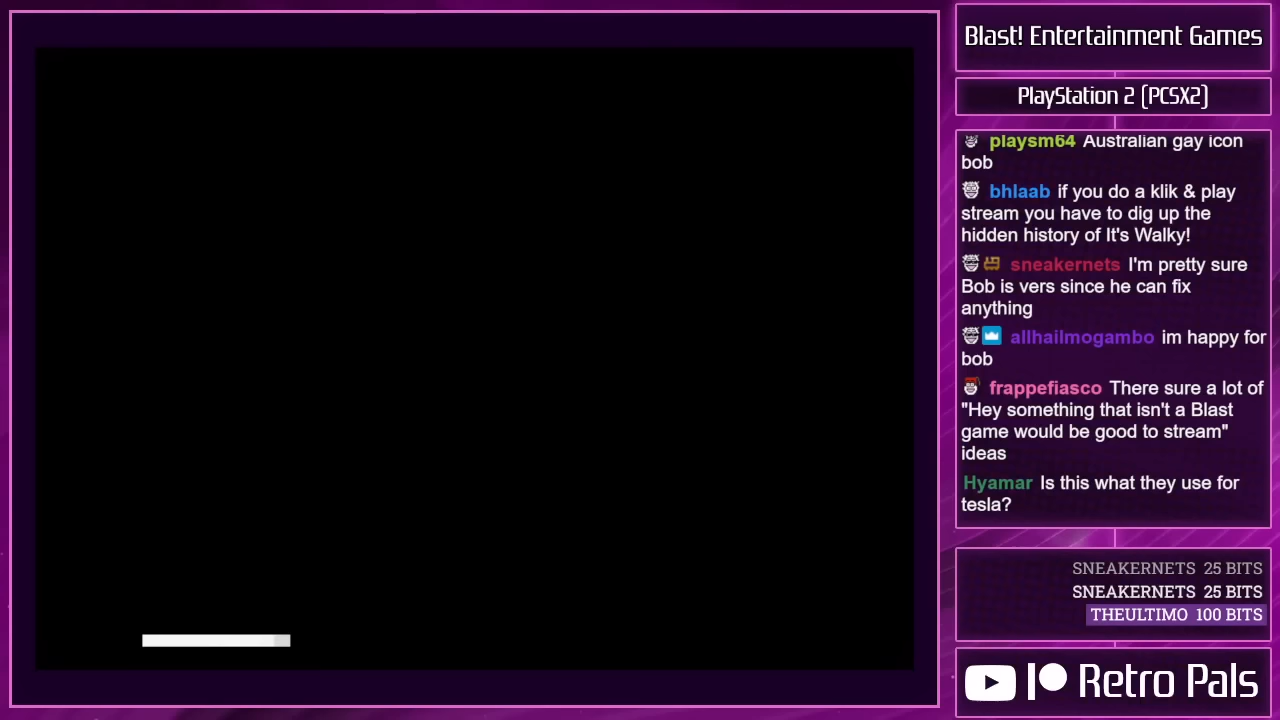 Blast! Entertainment Games
PlayStation 2 (PCSX2)
playsm64 Australian gay icon
bob
bhlaab if you do a klik & play
stream you have to dig up the
hidden history of It's Walky!
sneakernets I'm pretty sure
Bob is vers since he can fix
anything
allhailmogambo im happy for
bob
frappefiasco There sure a lot of
"Hey something that isn't a Blast
game would be good to stream"
ideas
Hyamar Is this what they use for
tesla?
SNEAKERNETS 25 BITS
SNEAKERNETS 25 BITS
THEULTIMO 100 BITS
Retro Pals